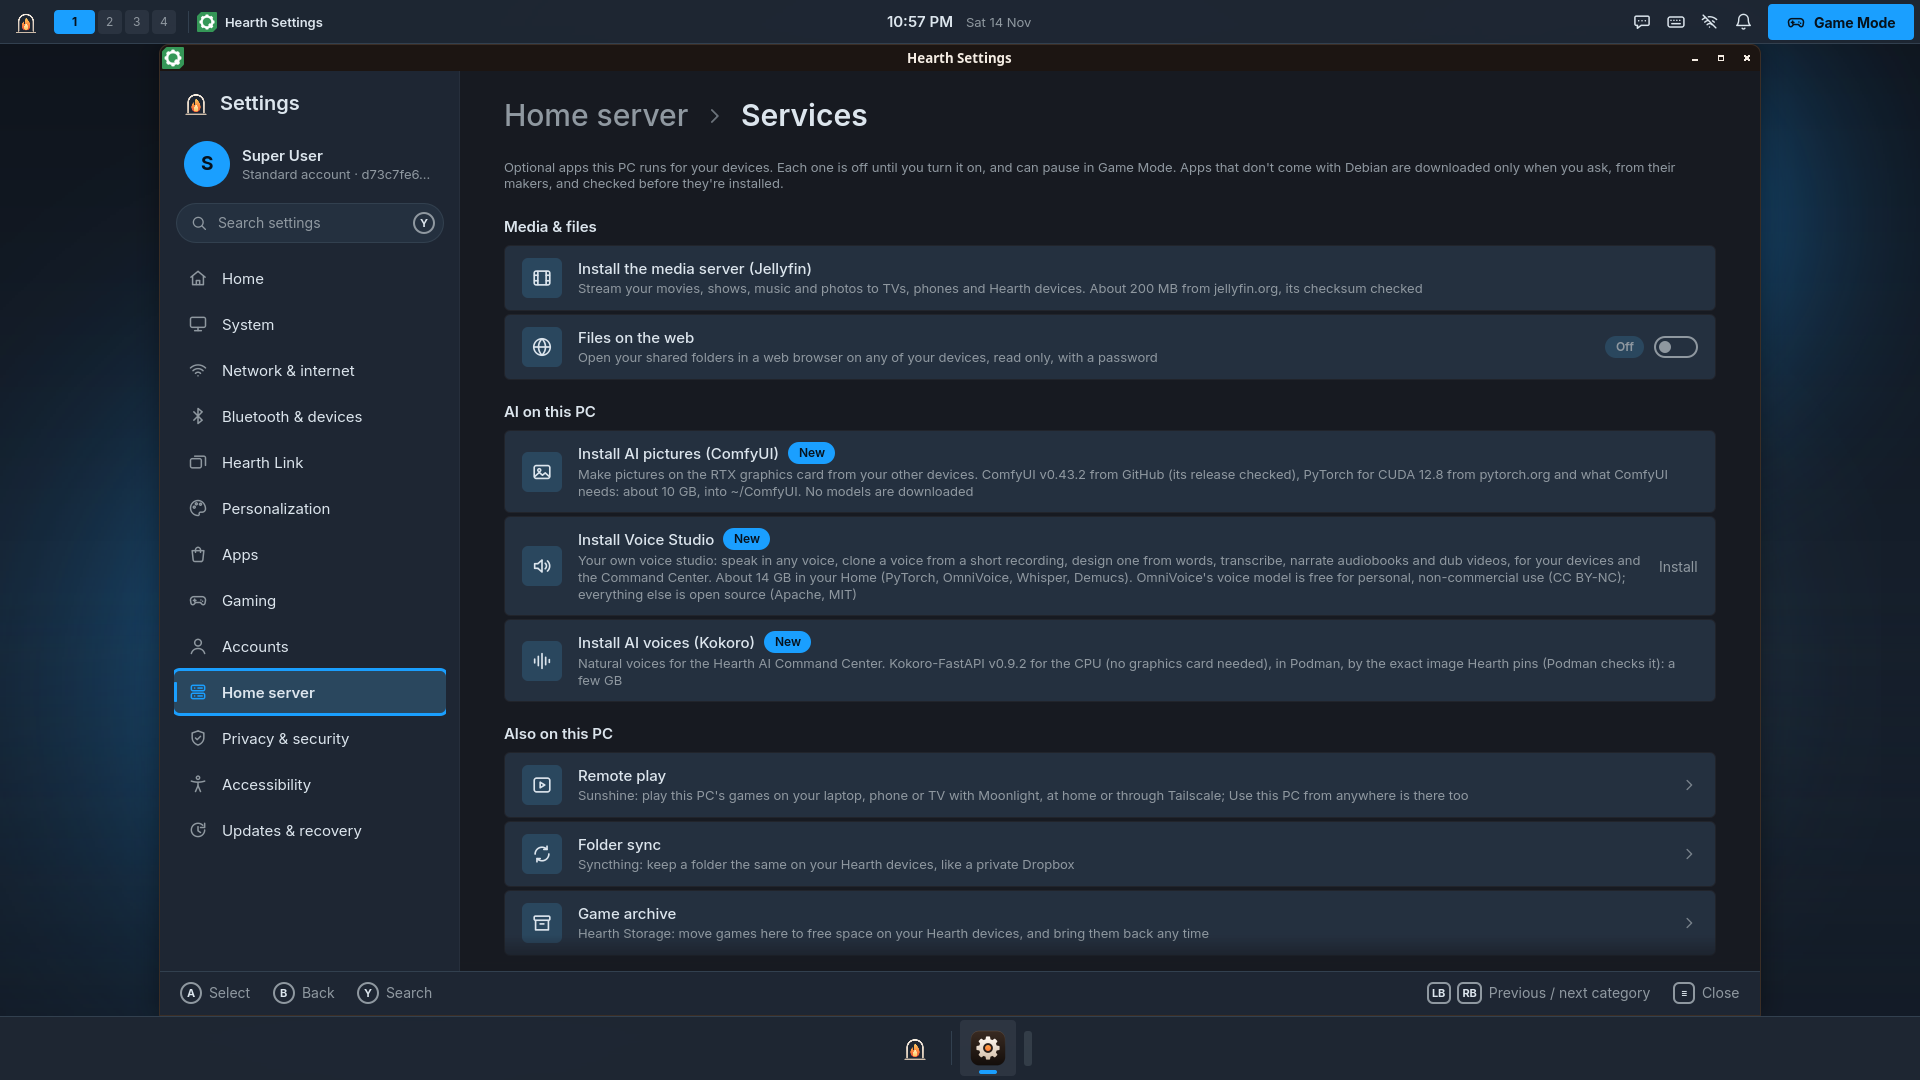 1 2 3 4 Hearth Settings
10:57 PM Sat 14 Nov
Game Mode
Hearth Settings
Settings
S
Super User
Standard account · d73c7fe6...
Search settings Y
Home
System
Network & internet
Bluetooth & devices
Hearth Link
Personalization
Apps
Gaming
Accounts
Home server
Privacy & security
Accessibility
Updates & recovery
Home server > Services
Optional apps this PC runs for your devices. Each one is off until you turn it on, and can pause in Game Mode. Apps that don't come with Debian are downloaded only when you ask, from their
makers, and checked before they're installed.
Media & files
Install the media server (Jellyfin)
Stream your movies, shows, music and photos to TVs, phones and Hearth devices. About 200 MB from jellyfin.org, its checksum checked
Files on the web
Open your shared folders in a web browser on any of your devices, read only, with a password
Off
AI on this PC
Install AI pictures (ComfyUI) New
Make pictures on the RTX graphics card from your other devices. ComfyUI v0.43.2 from GitHub (its release checked), PyTorch for CUDA 12.8 from pytorch.org and what ComfyUI
needs: about 10 GB, into ~/ComfyUI. No models are downloaded
Install Voice Studio New
Your own voice studio: speak in any voice, clone a voice from a short recording, design one from words, transcribe, narrate audiobooks and dub videos, for your devices and
the Command Center. About 14 GB in your Home (PyTorch, OmniVoice, Whisper, Demucs). OmniVoice's voice model is free for personal, non-commercial use (CC BY-NC);
everything else is open source (Apache, MIT)
Install
Install AI voices (Kokoro) New
Natural voices for the Hearth AI Command Center. Kokoro-FastAPI v0.9.2 for the CPU (no graphics card needed), in Podman, by the exact image Hearth pins (Podman checks it): a
few GB
Also on this PC
Remote play
Sunshine: play this PC's games on your laptop, phone or TV with Moonlight, at home or through Tailscale; Use this PC from anywhere is there too
Folder sync
Syncthing: keep a folder the same on your Hearth devices, like a private Dropbox
Game archive
Hearth Storage: move games here to free space on your Hearth devices, and bring them back any time
A Select B Back Y Search
LB RB Previous / next category Close